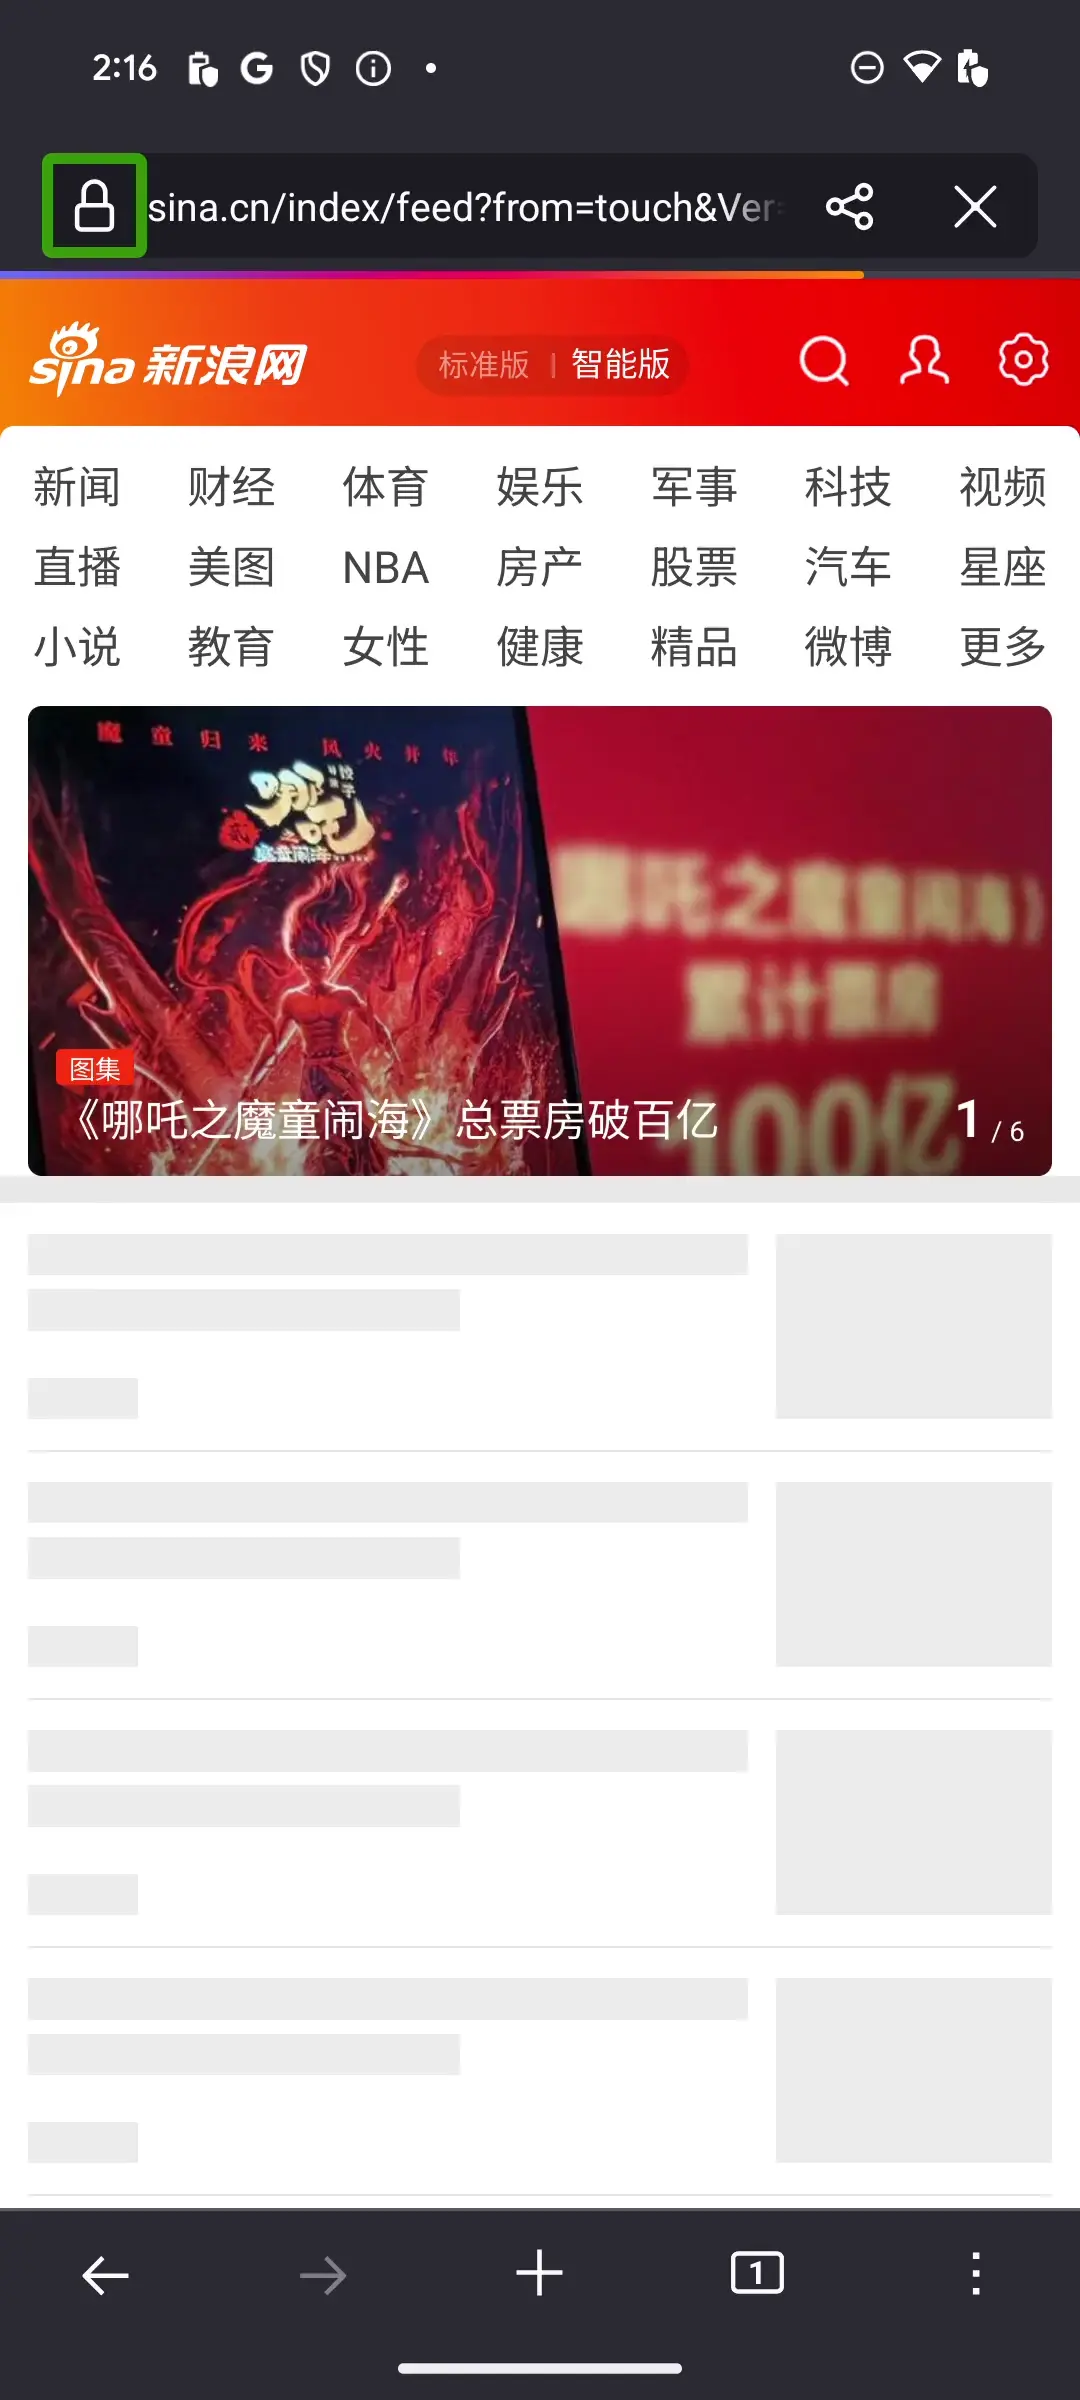 2:16
sina.cn/index/feed?from=touch&Ver=
sina 新浪网
标准版 | 智能版
新闻 财经 体育 娱乐 军事 科技 视频
直播 美图 NBA 房产 股票 汽车 星座
小说 教育 女性 健康 精品 微博 更多
魔童归来 风火并作
哪吒之
魔童闹海
哪吒之魔童闹海》
累计票房
100亿
图集
《哪吒之魔童闹海》总票房破百亿
1 / 6
1